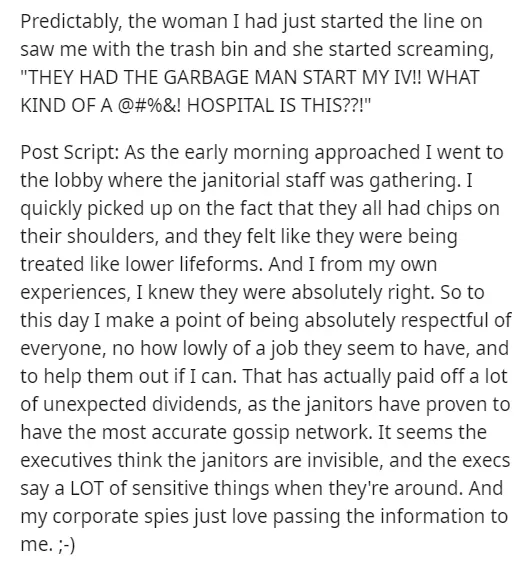 Predictably, the woman I had just started the line on
saw me with the trash bin and she started screaming,
"THEY HAD THE GARBAGE MAN START MY IV!! WHAT
KIND OF A @#%&! HOSPITAL IS THIS??!"
Post Script: As the early morning approached I went to
the lobby where the janitorial staff was gathering. I
quickly picked up on the fact that they all had chips on
their shoulders, and they felt like they were being
treated like lower lifeforms. And I from my own
experiences, I knew they were absolutely right. So to
this day I make a point of being absolutely respectful of
everyone, no how lowly of a job they seem to have, and
to help them out if I can. That has actually paid off a lot
of unexpected dividends, as the janitors have proven to
have the most accurate gossip network. It seems the
executives think the janitors are invisible, and the execs
say a LOT of sensitive things when they're around. And
my corporate spies just love passing the information to
me. ;-)